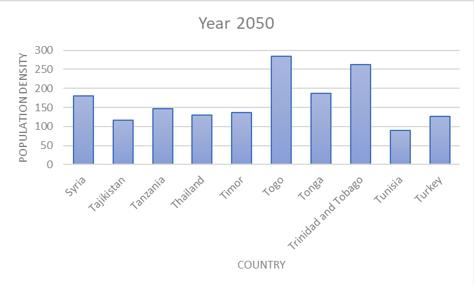 Year 2050
POPULATION DENSITY
300
250
200
150
100
50
0
Syria
Tajikistan
Tanzania
Thailand
Timor
Togo
Tonga
Trinidad and Tobago
Tunisia
Turkey
COUNTRY